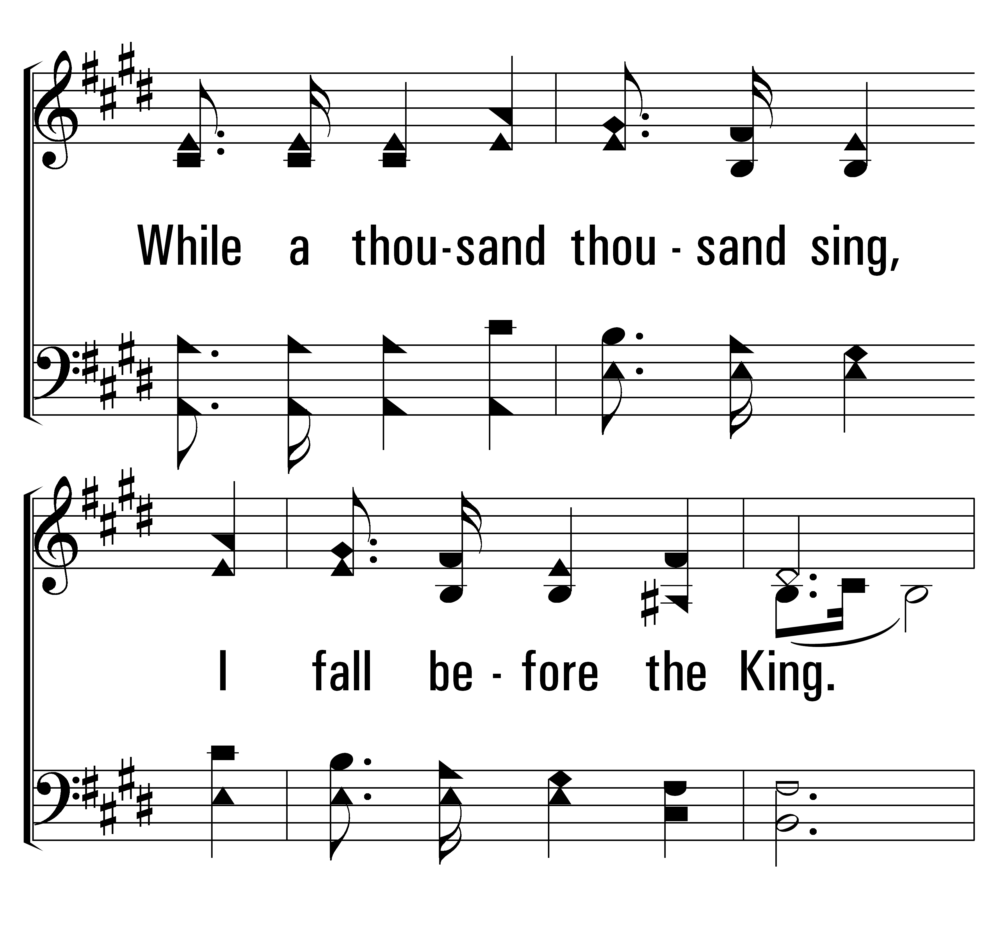 While a thou-sand thou - sand sing,
I fall be - fore the King.